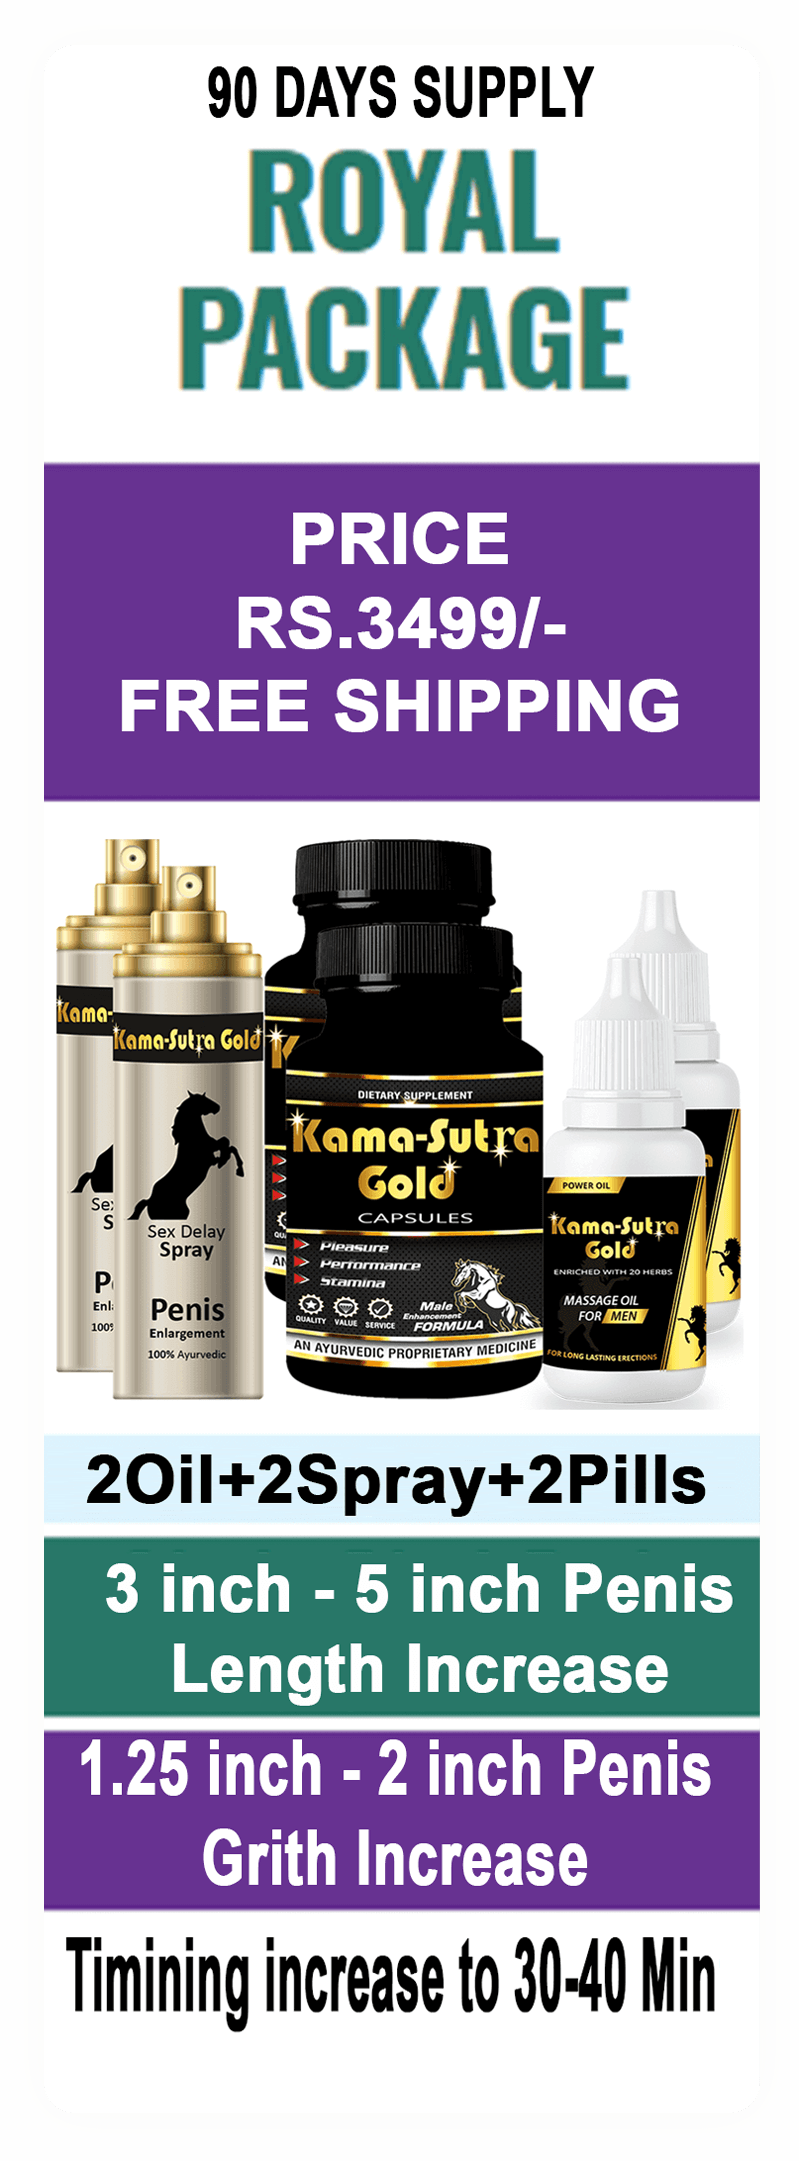 90 DAYS SUPPLY
ROYAL
PACKAGE
PRICE
RS.3499/-
FREE SHIPPING
Kama-
Kama-Sutra Gold
Sex Delay
Spray
Penis
Enlargement
100% Ayurvedic
DIETARY SUPPLEMENT
Kama-Sutra
Gold
CAPSULES
Pleasure
Performance
Stamina
QUALITY VALUE SERVICE
Male
Enhancement
FORMULA
AN AYURVEDIC PROPRIETARY MEDICINE
POWER OIL
Kama-Sutra
Gold
ENRICHED WITH 20 HERBS
MASSAGE OIL
FOR MEN
FOR LONG LASTING ERECTIONS
2Oil+2Spray+2Pills
3 inch - 5 inch Penis
Length Increase
1.25 inch - 2 inch Penis
Grith Increase
Timining increase to 30-40 Min